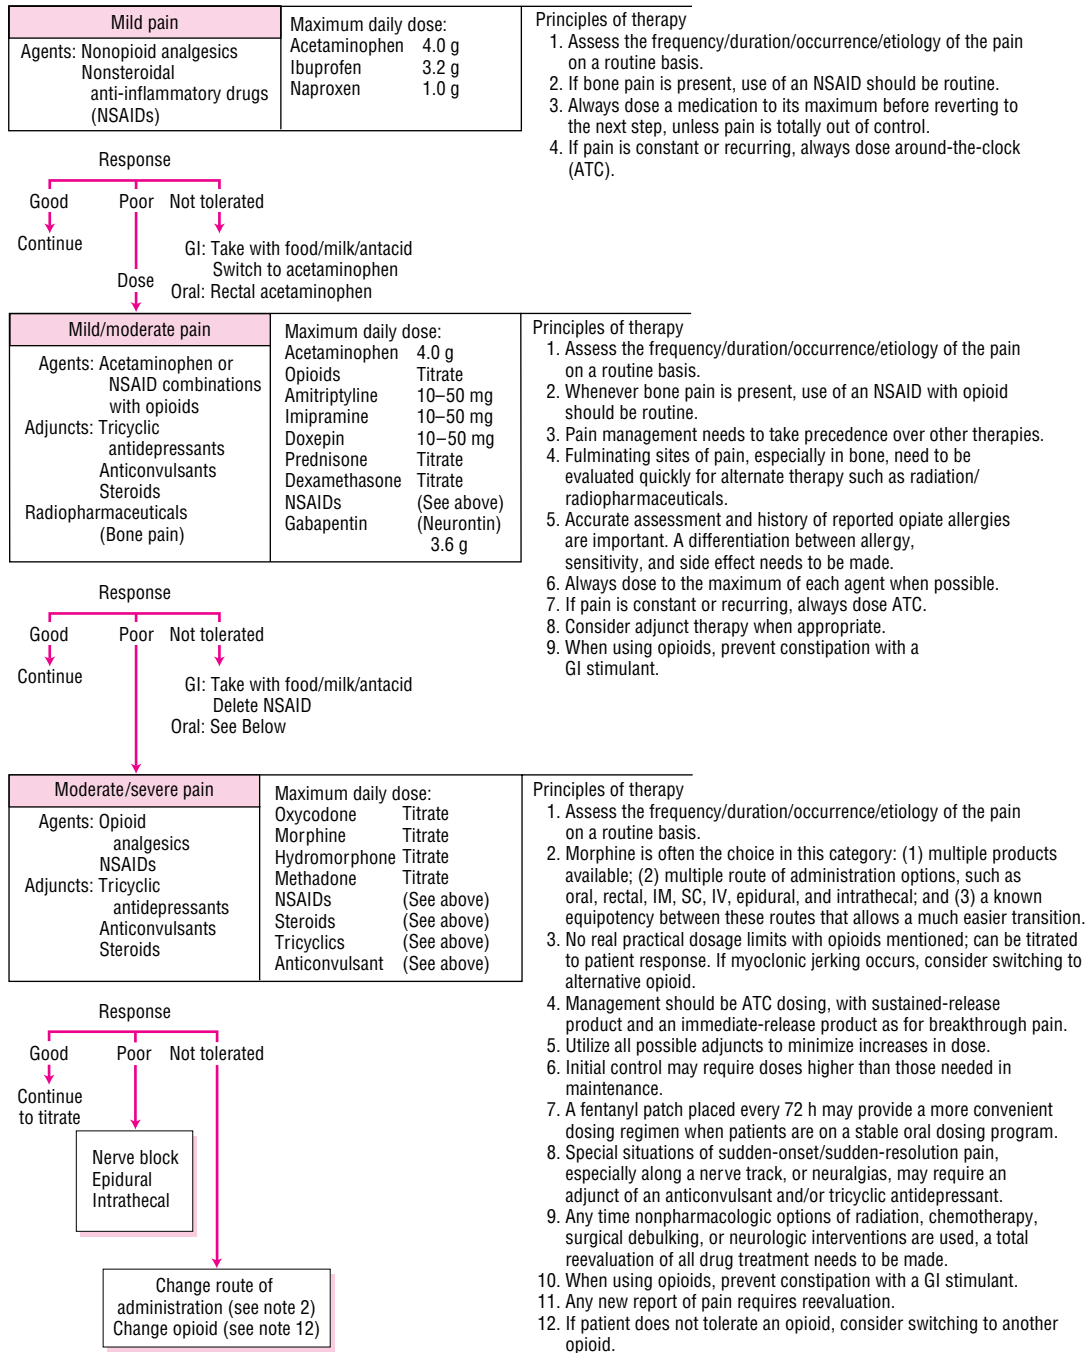 Mild pain
Agents: Nonopioid analgesics
Nonsteroidal
anti-inflammatory drugs
(NSAIDs)
Maximum daily dose:
Acetaminophen 4.0 g
Ibuprofen 3.2 g
Naproxen 1.0 g
Principles of therapy
1. Assess the frequency/duration/occurrence/etiology of the pain
on a routine basis.
2. If bone pain is present, use of an NSAID should be routine.
3. Always dose a medication to its maximum before reverting to
the next step, unless pain is totally out of control.
4. If pain is constant or recurring, always dose around-the-clock
(ATC).
Response
Good Poor Not tolerated
Continue
GI: Take with food/milk/antacid
Switch to acetaminophen
Oral: Rectal acetaminophen
Dose
Mild/moderate pain
Agents: Acetaminophen or
NSAID combinations
with opioids
Adjuncts: Tricyclic
antidepressants
Anticonvulsants
Steroids
Radiopharmaceuticals
(Bone pain)
Maximum daily dose:
Acetaminophen 4.0 g
Opioids Titrate
Amitriptyline 10–50 mg
Imipramine 10–50 mg
Doxepin 10–50 mg
Prednisone Titrate
Dexamethasone Titrate
NSAIDs (See above)
Gabapentin (Neurontin)
3.6 g
Principles of therapy
1. Assess the frequency/duration/occurrence/etiology of the pain
on a routine basis.
2. Whenever bone pain is present, use of an NSAID with opioid
should be routine.
3. Pain management needs to take precedence over other therapies.
4. Fulminating sites of pain, especially in bone, need to be
evaluated quickly for alternate therapy such as radiation/
radiopharmaceuticals.
5. Accurate assessment and history of reported opiate allergies
are important. A differentiation between allergy,
sensitivity, and side effect needs to be made.
6. Always dose to the maximum of each agent when possible.
7. If pain is constant or recurring, always dose ATC.
8. Consider adjunct therapy when appropriate.
9. When using opioids, prevent constipation with a
GI stimulant.
Response
Good Poor Not tolerated
Continue
GI: Take with food/milk/antacid
Delete NSAID
Oral: See Below
Moderate/severe pain
Agents: Opioid
analgesics
NSAIDs
Adjuncts: Tricyclic
antidepressants
Anticonvulsants
Steroids
Maximum daily dose:
Oxycodone Titrate
Morphine Titrate
Hydromorphone Titrate
Methadone Titrate
NSAIDs (See above)
Steroids (See above)
Tricyclics (See above)
Anticonvulsant (See above)
Principles of therapy
1. Assess the frequency/duration/occurrence/etiology of the pain
on a routine basis.
2. Morphine is often the choice in this category: (1) multiple products
available; (2) multiple route of administration options, such as
oral, rectal, IM, SC, IV, epidural, and intrathecal; and (3) a known
equipotency between these routes that allows a much easier transition.
3. No real practical dosage limits with opioids mentioned; can be titrated
to patient response. If myoclonic jerking occurs, consider switching to
alternative opioid.
4. Management should be ATC dosing, with sustained-release
product and an immediate-release product as for breakthrough pain.
5. Utilize all possible adjuncts to minimize increases in dose.
6. Initial control may require doses higher than those needed in
maintenance.
7. A fentanyl patch placed every 72 h may provide a more convenient
dosing regimen when patients are on a stable oral dosing program.
8. Special situations of sudden-onset/sudden-resolution pain,
especially along a nerve track, or neuralgias, may require an
adjunct of an anticonvulsant and/or tricyclic antidepressant.
9. Any time nonpharmacologic options of radiation, chemotherapy,
surgical debulking, or neurologic interventions are used, a total
reevaluation of all drug treatment needs to be made.
10. When using opioids, prevent constipation with a GI stimulant.
11. Any new report of pain requires reevaluation.
12. If patient does not tolerate an opioid, consider switching to another
opioid.
Response
Good Poor Not tolerated
Continue
to titrate
Nerve block
Epidural
Intrathecal
Change route of
administration (see note 2)
Change opioid (see note 12)